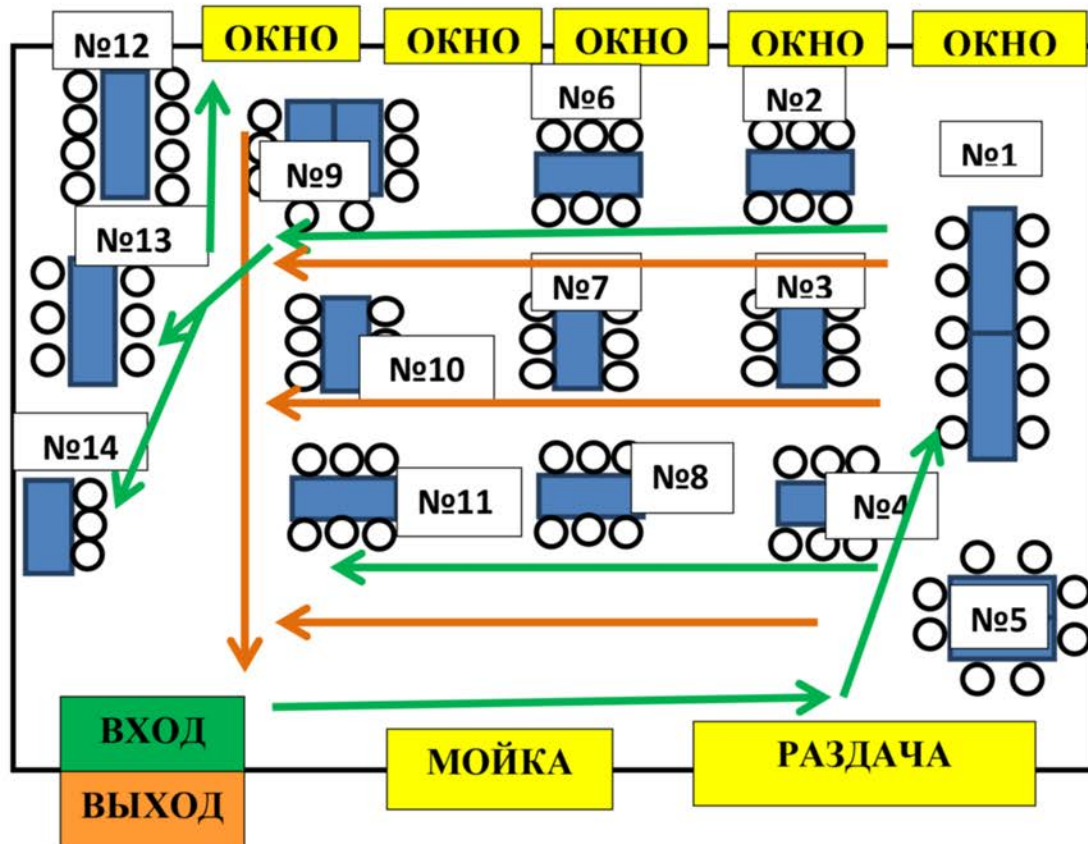 №12
ОКНО
ОКНО
ОКНО
ОКНО
ОКНО
№6
№2
№1
№9
№13
№7
№3
№10
№14
№11
№8
№4
№5
ВХОД
ВЫХОД
МОЙКА
РАЗДАЧА